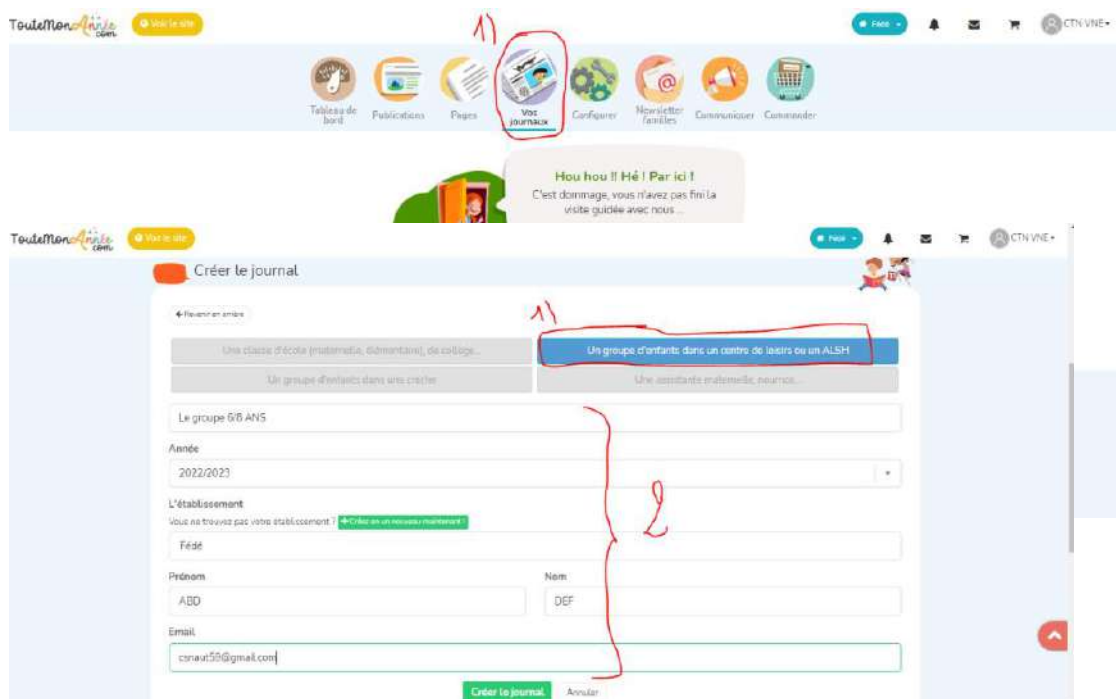 TouteMonAnnée.com
Voir le site
Fédé
CTN VNE
1)
Tableau de bord
Publications
Pages
Vos journaux
Configurer
Newsletter familles
Communiquer
Commander
Hou hou !! Hé ! Par ici !
C'est dommage, vous n'avez pas fini la
visite guidée avec nous ...
TouteMonAnnée.com
Voir le site
Fédé
CTN VNE
Créer le journal
Revenir en arrière
1)
Une classe d'école (maternelle, élémentaire), de collège...
Un groupe d'enfants dans un centre de loisirs ou un ALSH
Un groupe d'enfants dans une crèche
Une assistante maternelle, nourrice...
Le groupe 6/8 ANS
Année
2022/2023
2
L'établissement
Vous ne trouvez pas votre établissement ? +Créez en un nouveau maintenant !
Fédé
Prénom
Nom
ABD
DEF
Email
csnaut59@gmail.com
Créer le journal
Annuler